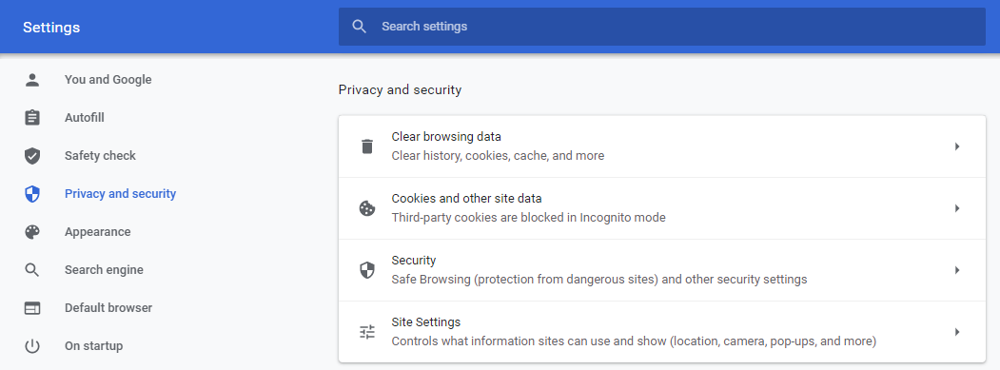 Settings
Search settings
You and Google
Autofill
Safety check
Privacy and security
Appearance
Search engine
Default browser
On startup
Privacy and security
Clear browsing data
Clear history, cookies, cache, and more
Cookies and other site data
Third-party cookies are blocked in Incognito mode
Security
Safe Browsing (protection from dangerous sites) and other security settings
Site Settings
Controls what information sites can use and show (location, camera, pop-ups, and more)